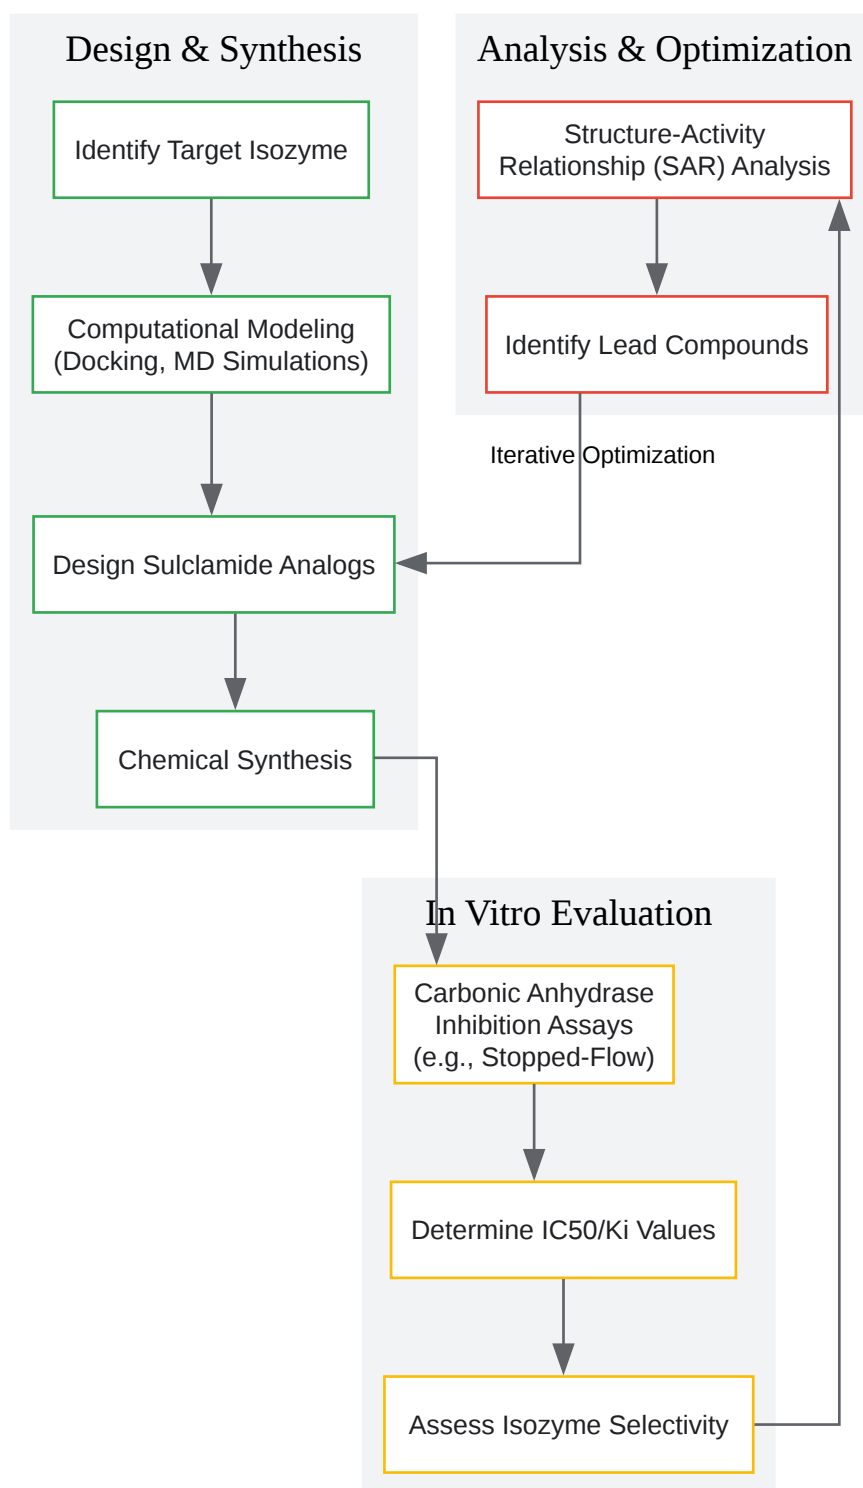 Design & Synthesis
Identify Target Isozyme
Computational Modeling
(Docking, MD Simulations)
Design Sulclamide Analogs
Chemical Synthesis
Analysis & Optimization
Structure-Activity
Relationship (SAR) Analysis
Identify Lead Compounds
Iterative Optimization
In Vitro Evaluation
Carbonic Anhydrase
Inhibition Assays
(e.g., Stopped-Flow)
Determine IC50/Ki Values
Assess Isozyme Selectivity